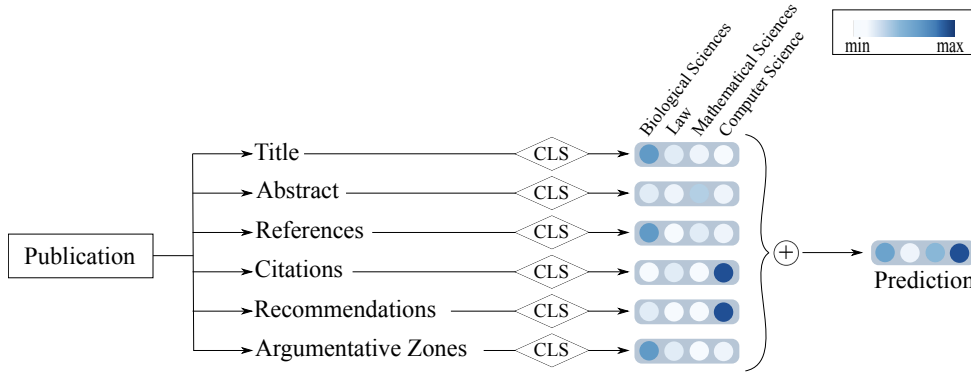 min max
Biological Sciences
Law
Mathematical Sciences
Computer Science
Title CLS
Abstract CLS
References CLS
Publication
Citations CLS
+
Prediction
Recommendations CLS
Argumentative Zones CLS